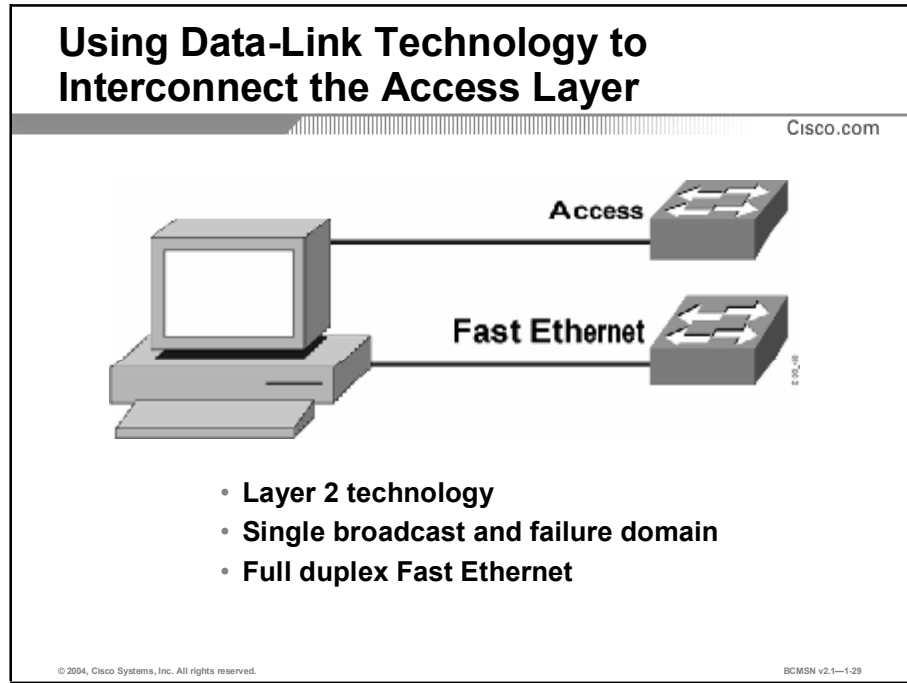 Using Data-Link Technology to
Interconnect the Access Layer
Cisco.com
Access
Fast Ethernet
• Layer 2 technology
• Single broadcast and failure domain
• Full duplex Fast Ethernet
© 2004, Cisco Systems, Inc. All rights reserved.
BCMSN v2.1—1-29